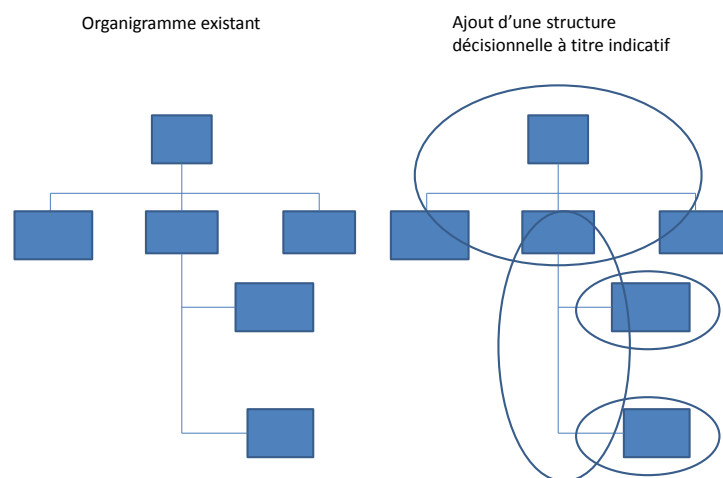 Organigramme existant
Ajout d’une structure
décisionnelle à titre indicatif